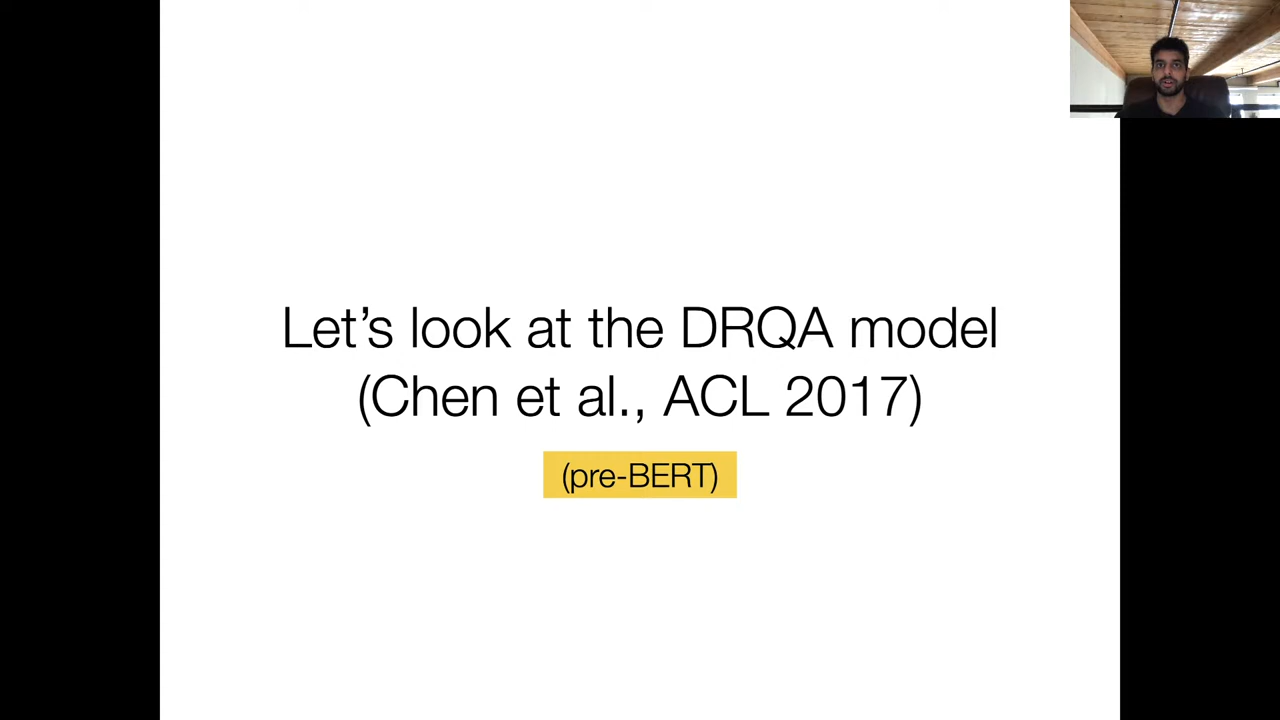 Let’s look at the DRQA model
(Chen et al., ACL 2017)
(pre-BERT)